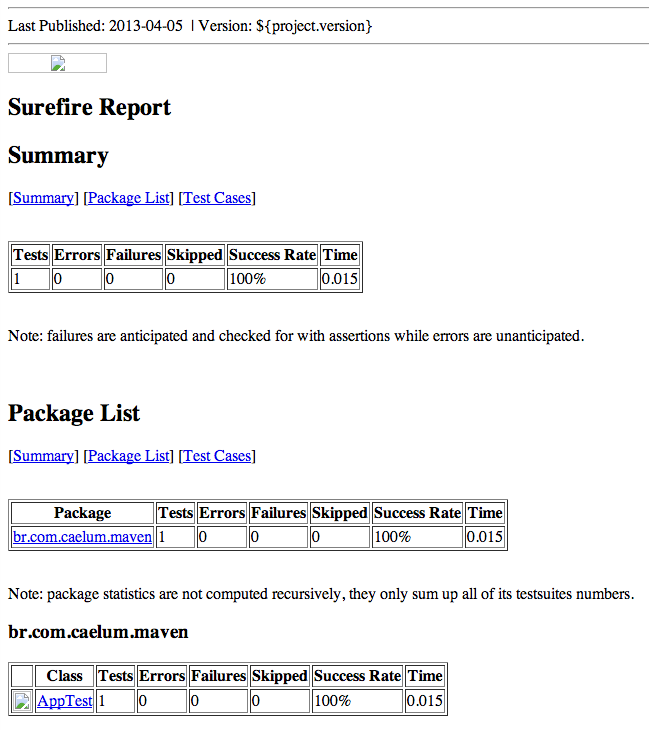 Last Published: 2013-04-05 | Version: ${project.version}
Surefire Report
Summary
[Summary] [Package List] [Test Cases]
Tests Errors Failures Skipped Success Rate Time
1 0 0 0 100% 0.015
Note: failures are anticipated and checked for with assertions while errors are unanticipated.
Package List
[Summary] [Package List] [Test Cases]
Package Tests Errors Failures Skipped Success Rate Time
br.com.caelum.maven 1 0 0 0 100% 0.015
Note: package statistics are not computed recursively, they only sum up all of its testsuites numbers.
br.com.caelum.maven
Class Tests Errors Failures Skipped Success Rate Time
AppTest 1 0 0 0 100% 0.015